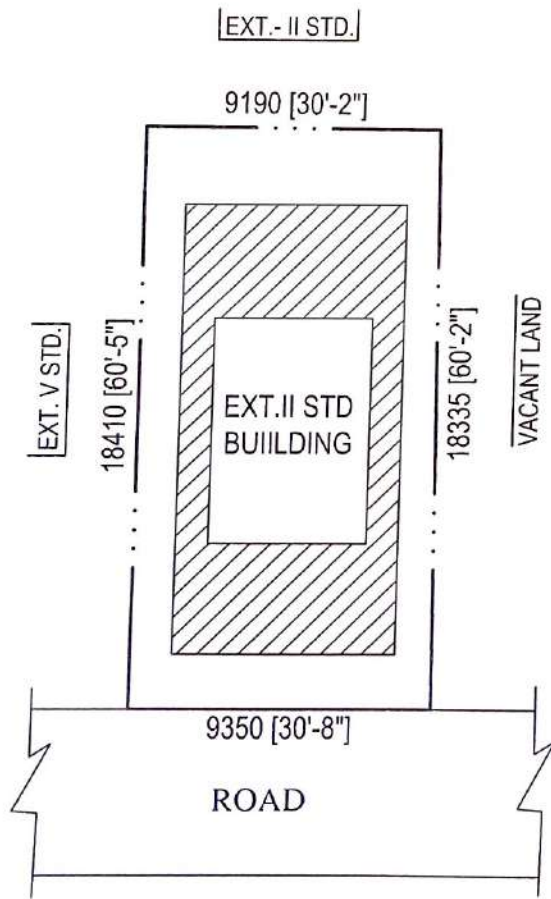 EXT.- II STD.
9190 [30'-2"]
EXT. V STD.
18410 [60'-5"]
EXT.II STD
BUIILDING
18335 [60'-2"]
VACANT LAND
9350 [30'-8"]
ROAD